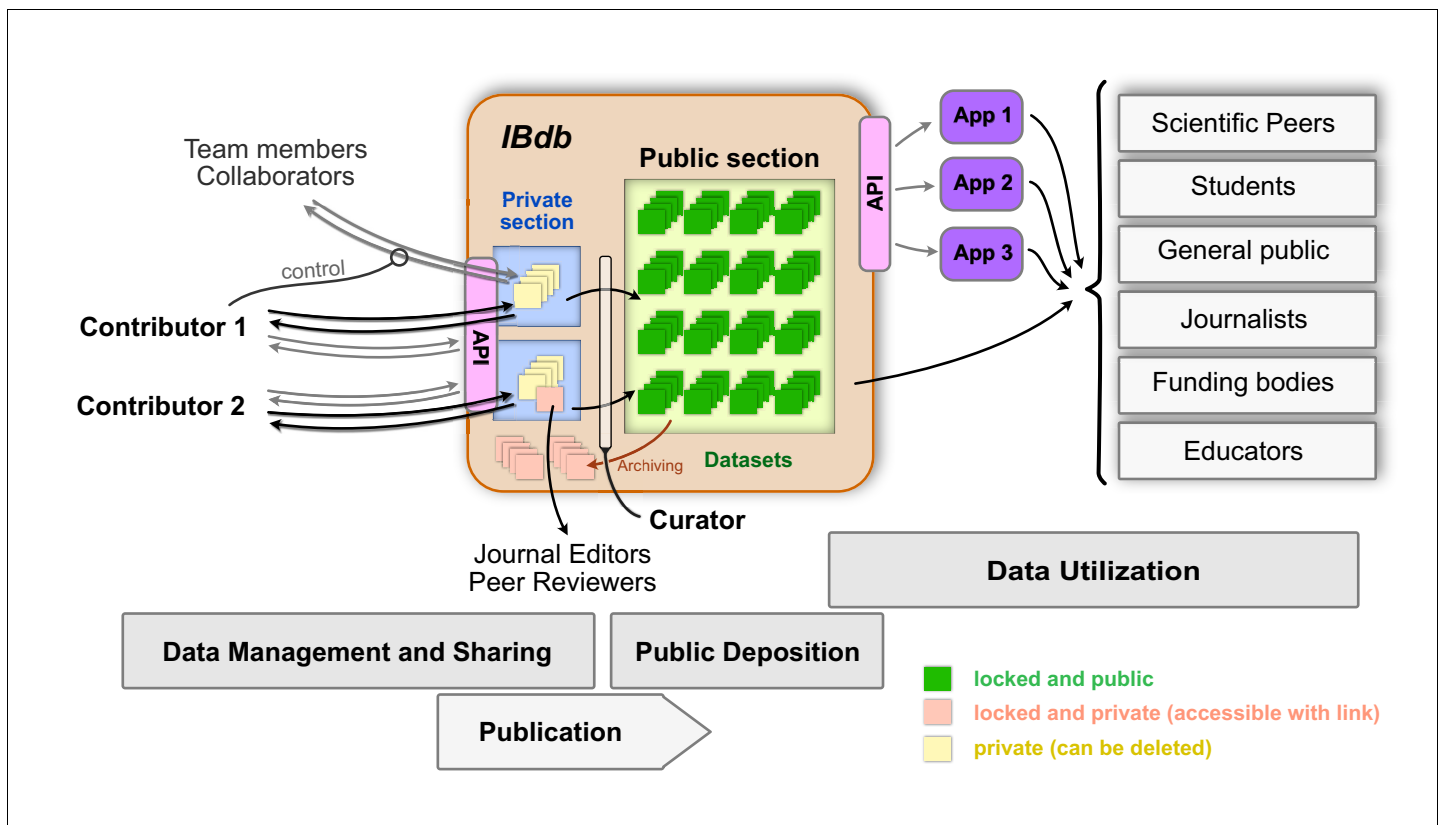 IBdb
Team members
Collaborators
Private
section
Public section
API
App 1
App 2
App 3
Scientific Peers
Students
General public
Journalists
Funding bodies
Educators
control
Contributor 1
API
Contributor 2
Archiving
Datasets
Curator
Journal Editors
Peer Reviewers
Data Utilization
Data Management and Sharing
Public Deposition
Publication
locked and public
locked and private (accessible with link)
private (can be deleted)